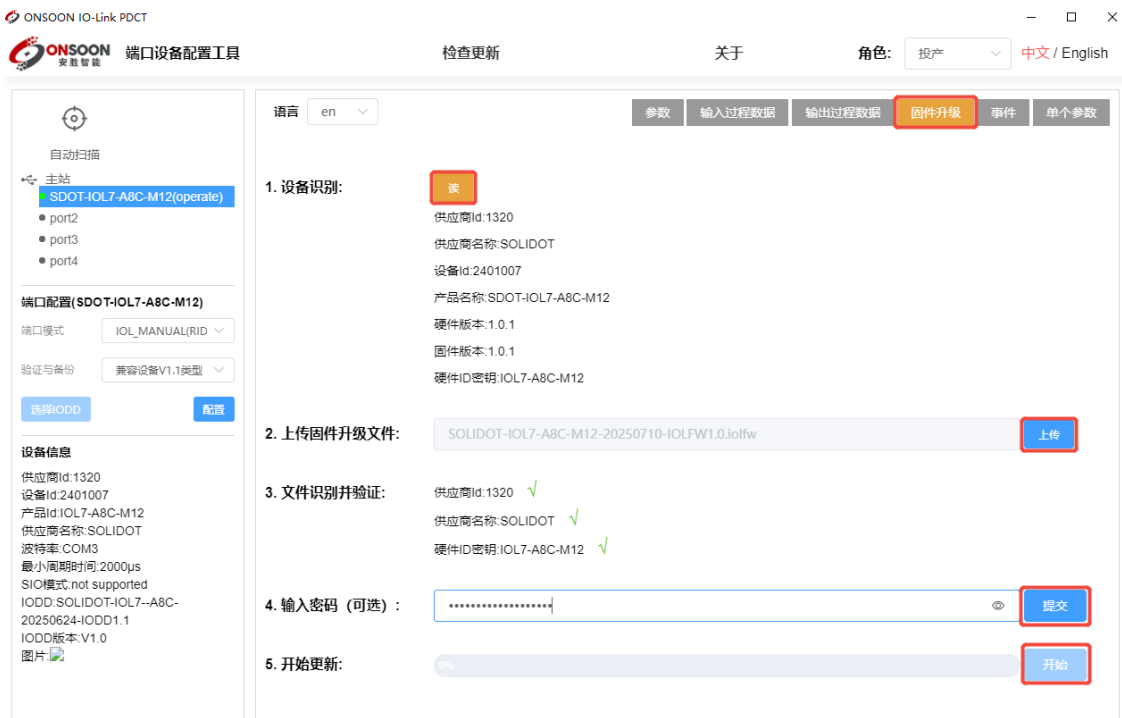 ONSOON IO-Link PDCT
ONSOON 安胜智能 端口设备配置工具 检查更新 关于 角色: 投产 中文 / English
自动扫描
主站
SDOT-IOL7-A8C-M12(operate)
port2
port3
port4
端口配置(SDOT-IOL7-A8C-M12)
端口模式 IOL_MANUAL(RID
验证与备份 兼容设备V1.1类型
选择IODD 配置
设备信息
供应商Id:1320
设备Id:2401007
产品Id:IOL7-A8C-M12
供应商名称:SOLIDOT
波特率:COM3
最小周期时间:2000μs
SIO模式:not supported
IODD:SOLIDOT-IOL7--A8C-
20250624-IODD1.1
IODD版本:V1.0
图片:
语言 en 参数 输入过程数据 输出过程数据 固件升级 事件 单个参数
1. 设备识别: 读
供应商Id:1320
供应商名称:SOLIDOT
设备Id:2401007
产品名称:SDOT-IOL7-A8C-M12
硬件版本:1.0.1
固件版本:1.0.1
硬件ID密钥:IOL7-A8C-M12
2. 上传固件升级文件: SOLIDOT-IOL7-A8C-M12-20250710-IOLFW1.0.iolfw 上传
3. 文件识别并验证: 供应商Id:1320 √
供应商名称:SOLIDOT √
硬件ID密钥:IOL7-A8C-M12 √
4. 输入密码（可选）: ••••••••••••••••••• 提交
5. 开始更新: 0% 开始